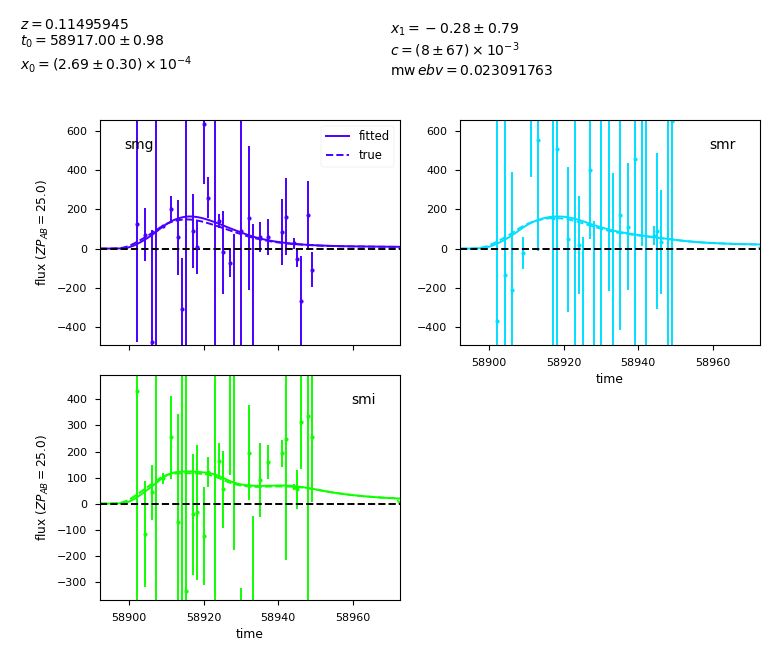 z = 0.11495945
t₀ = 58917.00 ± 0.98
x₀ = (2.69 ± 0.30) × 10⁻⁴
x₁ = −0.28 ± 0.79
c = (8 ± 67) × 10⁻³
mw ebv = 0.023091763
smg
fitted
true
flux (ZP_AB = 25.0)
600
400
200
0
−200
−400
smr
600
400
200
0
−200
−400
58900
58920
58940
58960
time
smi
flux (ZP_AB = 25.0)
400
300
200
100
0
−100
−200
−300
58900
58920
58940
58960
time